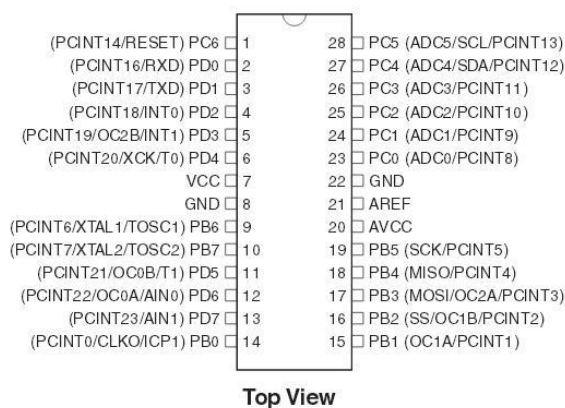 (PCINT14/RESET) PC6 1 28 PC5 (ADC5/SCL/PCINT13)
(PCINT16/RXD) PD0 2 27 PC4 (ADC4/SDA/PCINT12)
(PCINT17/TXD) PD1 3 26 PC3 (ADC3/PCINT11)
(PCINT18/INT0) PD2 4 25 PC2 (ADC2/PCINT10)
(PCINT19/OC2B/INT1) PD3 5 24 PC1 (ADC1/PCINT9)
(PCINT20/XCK/T0) PD4 6 23 PC0 (ADC0/PCINT8)
VCC 7 22 GND
GND 8 21 AREF
(PCINT6/XTAL1/TOSC1) PB6 9 20 AVCC
(PCINT7/XTAL2/TOSC2) PB7 10 19 PB5 (SCK/PCINT5)
(PCINT21/OC0B/T1) PD5 11 18 PB4 (MISO/PCINT4)
(PCINT22/OC0A/AIN0) PD6 12 17 PB3 (MOSI/OC2A/PCINT3)
(PCINT23/AIN1) PD7 13 16 PB2 (SS/OC1B/PCINT2)
(PCINT0/CLKO/ICP1) PB0 14 15 PB1 (OC1A/PCINT1)
Top View